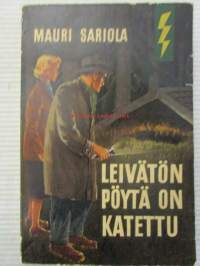 MAURI SARIOLA
LEIVÄTÖN
PÖYTÄ ON
KATETTU